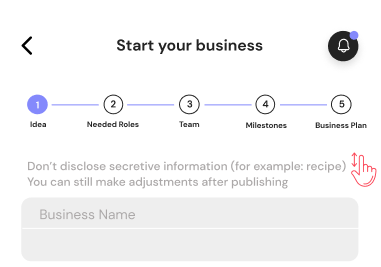 Start your business
1 2 3 4 5
Idea Needed Roles Team Milestones Business Plan
Don't disclose secretive information (for example: recipe)
You can still make adjustments after publishing
Business Name